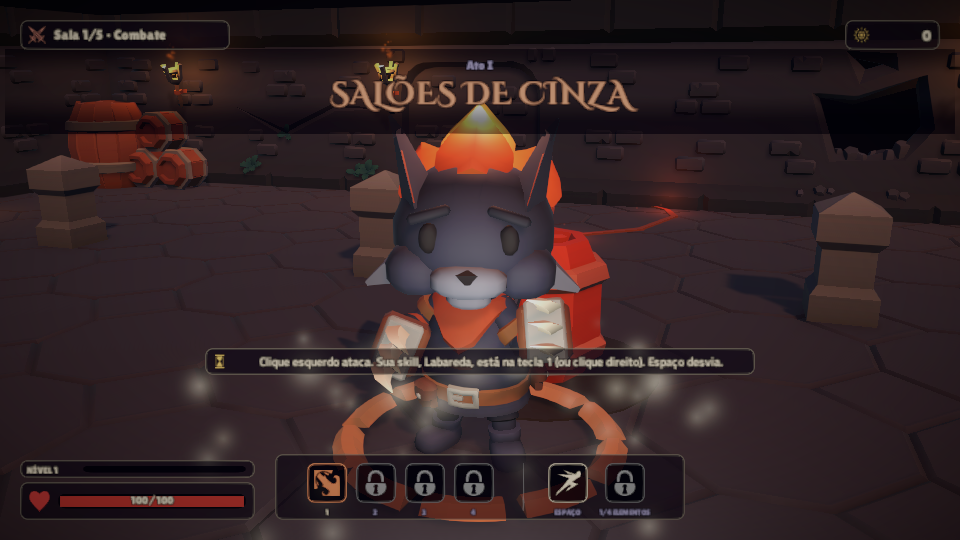 Sala 1/5 - Combate
0
Ato I
SALÕES DE CINZA
Clique esquerdo ataca. Sua skill, Labareda, está na tecla 1 (ou clique direito). Espaço desvia.
NÍVEL 1
100/100
1
2
3
4
ESPAÇO
1/4 ELEMENTOS